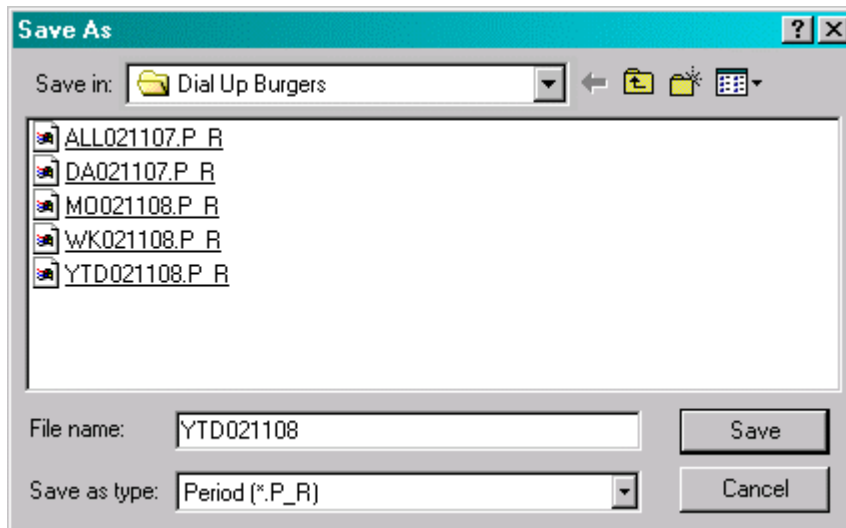 Save As
Save in: Dial Up Burgers
ALL021107.P_R
DA021107.P_R
MO021108.P_R
WK021108.P_R
YTD021108.P_R
File name: YTD021108 Save
Save as type: Period (*.P_R) Cancel